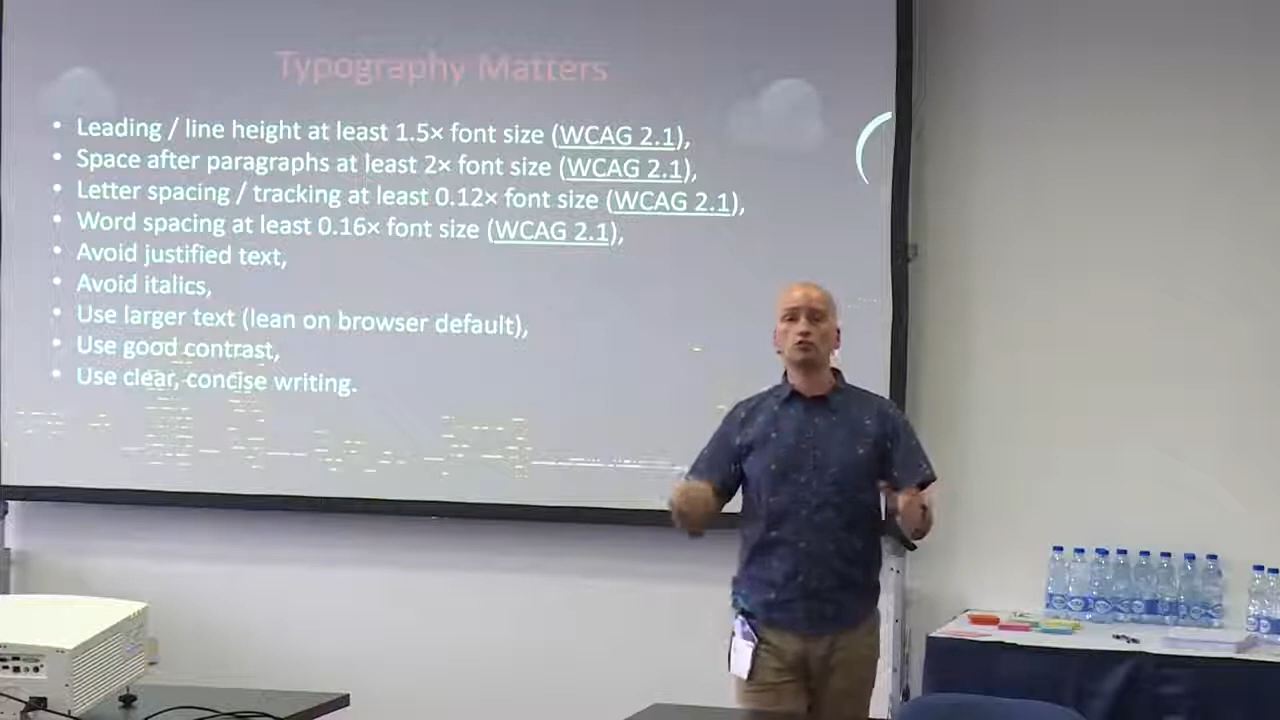 Typography Matters
• Leading / line height at least 1.5× font size (WCAG 2.1),
• Space after paragraphs at least 2× font size (WCAG 2.1),
• Letter spacing / tracking at least 0.12× font size (WCAG 2.1),
• Word spacing at least 0.16× font size (WCAG 2.1),
• Avoid justified text,
• Avoid italics,
• Use larger text (lean on browser default),
• Use good contrast,
• Use clear, concise writing.